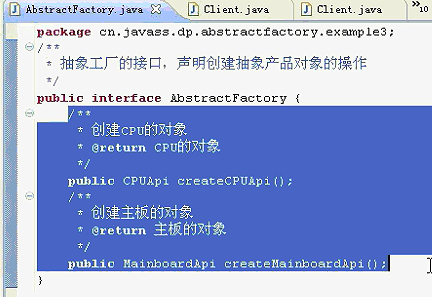 AbstractFactory.java
Client.java
Client.java
»10
package cn.javass.dp.abstractfactory.example3;
/**
* 抽象工厂的接口，声明创建抽象产品对象的操作
*/
public interface AbstractFactory {
/**
* 创建CPU的对象
* @return CPU的对象
*/
public CPUApi createCPUApi();
/**
* 创建主板的对象
* @return 主板的对象
*/
public MainboardApi createMainboardApi();
}